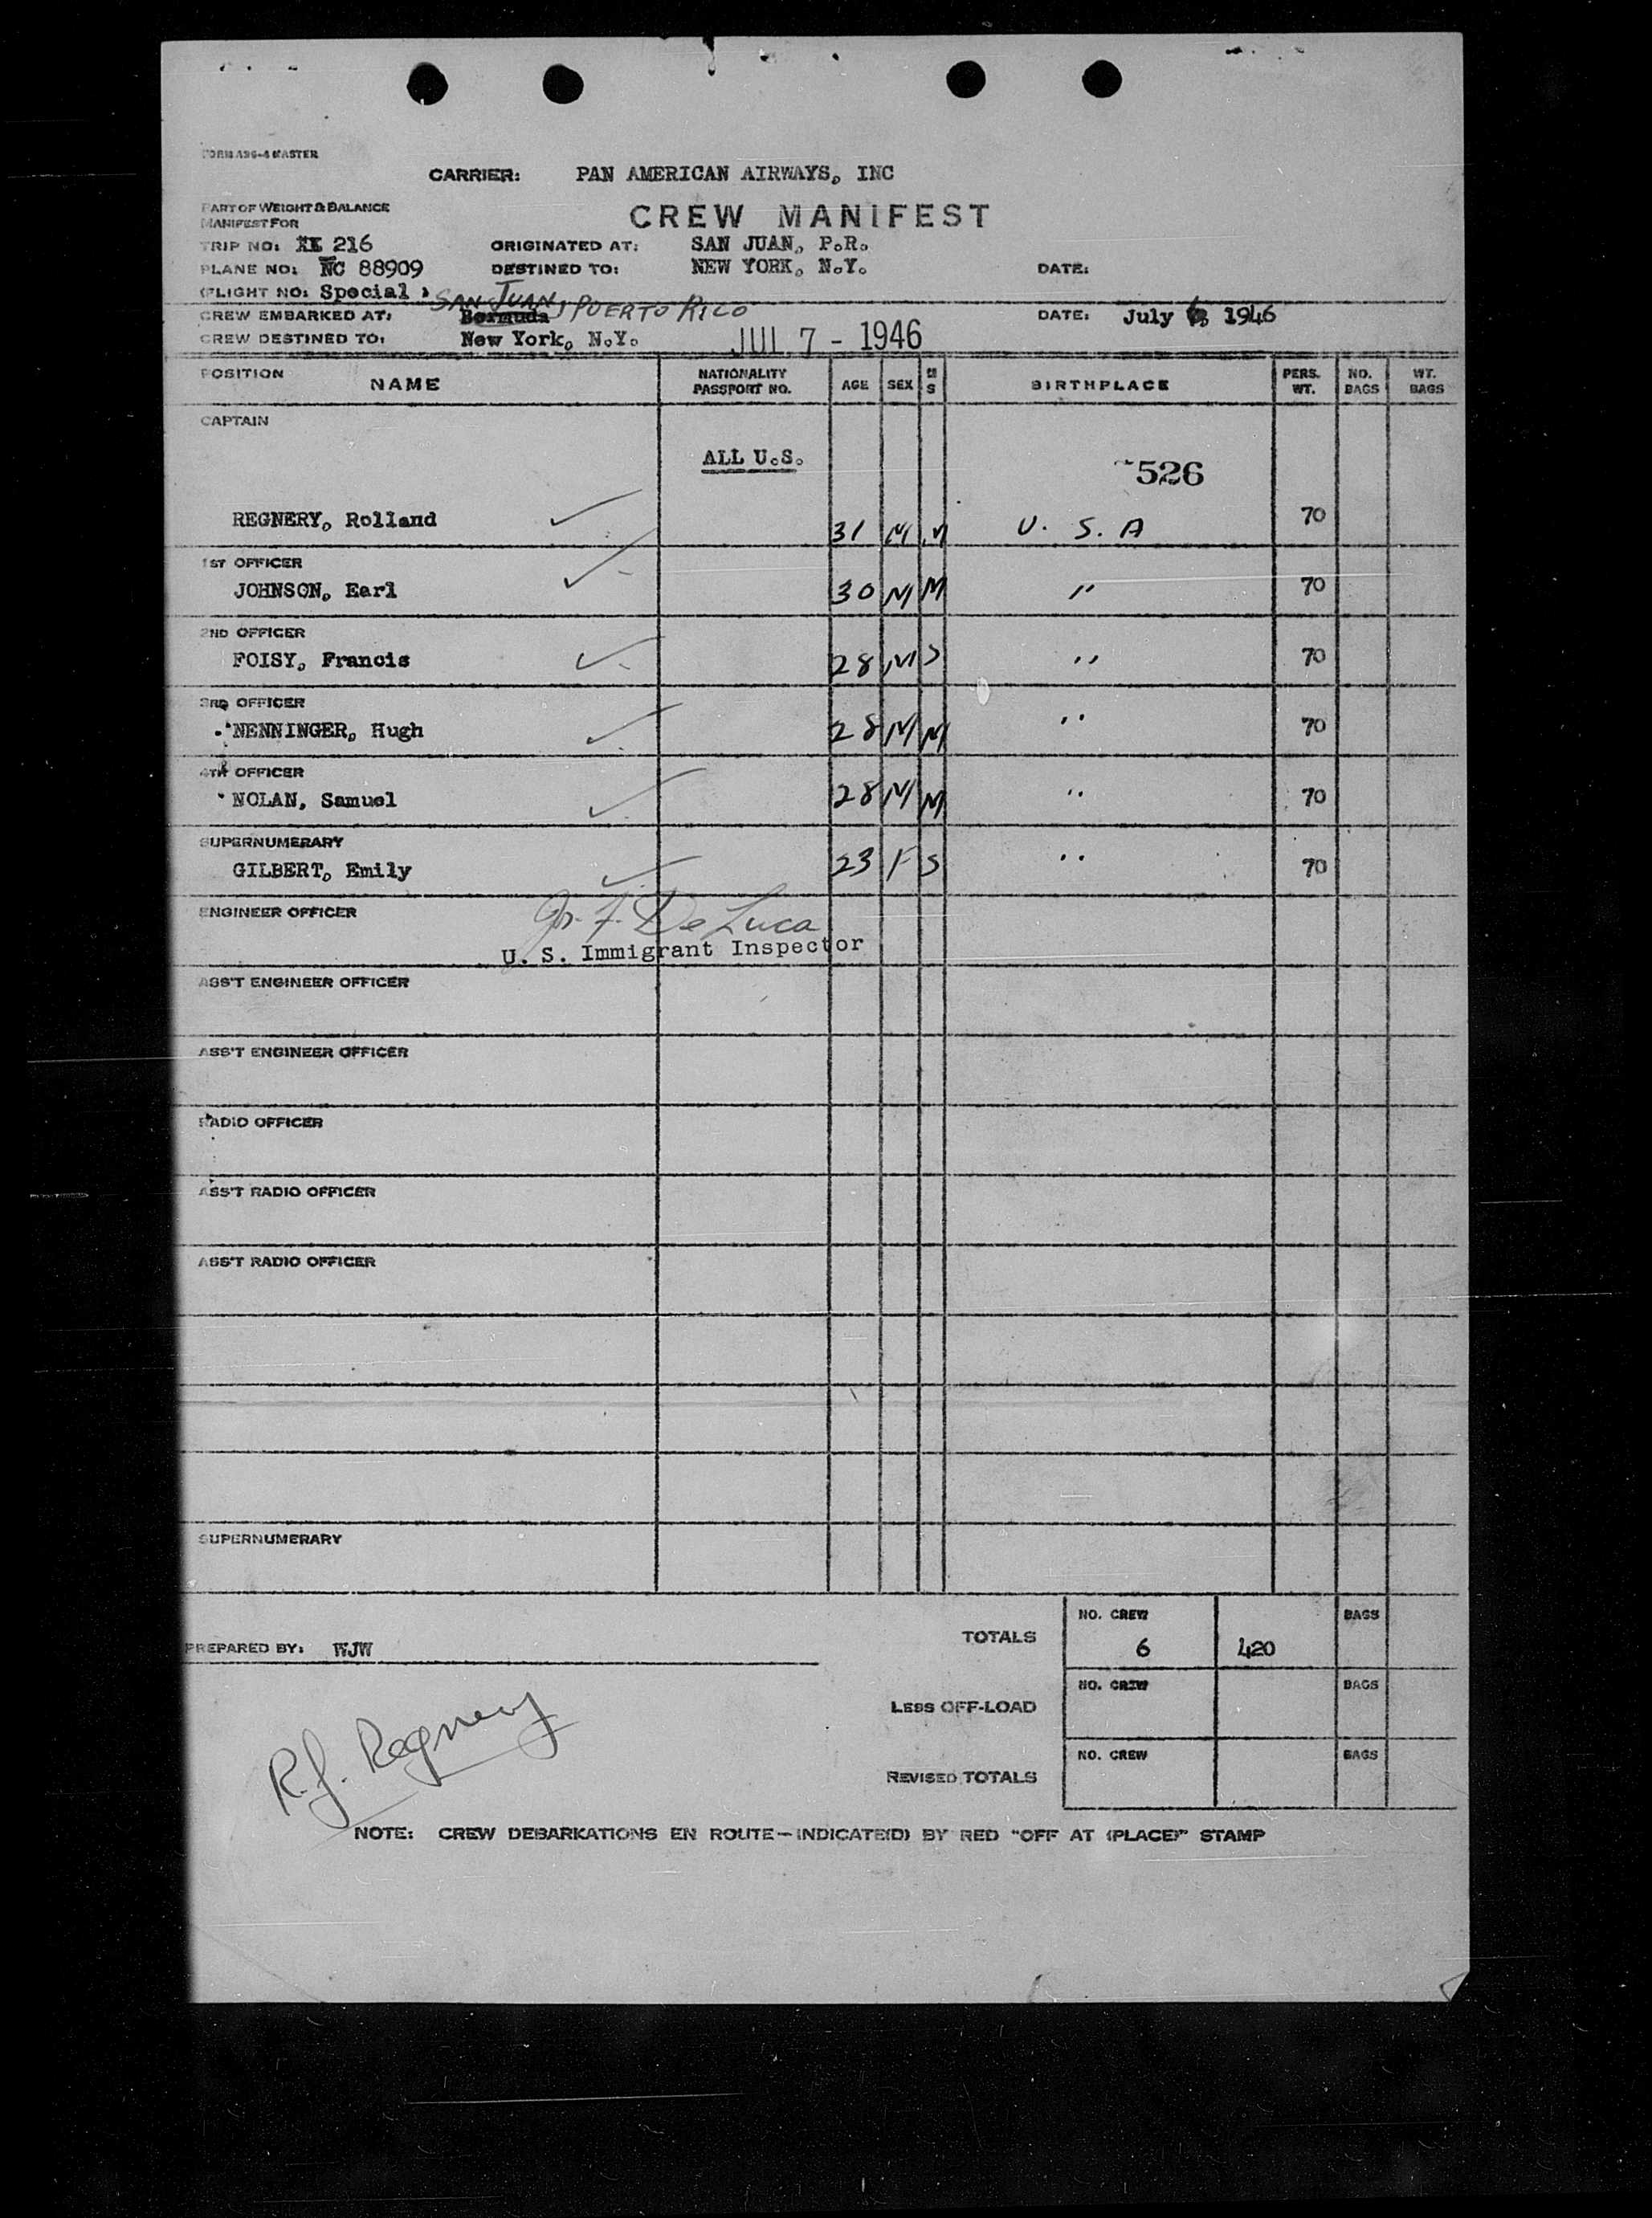 FORM A96-4 MASTER
CARRIER: PAN AMERICAN AIRWAYS, INC
PART OF WEIGHT & BALANCE
MANIFEST FOR
CREW MANIFEST
TRIP NO: 216 ORIGINATED AT: SAN JUAN, P.R.
PLANE NO: NC 88909 DESTINED TO: NEW YORK, N.Y. DATE:
(FLIGHT NO: Special) SAN JUAN, PUERTO RICO
CREW EMBARKED AT: Bermuda DATE: July 1946
CREW DESTINED TO: New York, N.Y. JUL 7 - 1946
POSITION NAME NATIONALITY PASSPORT NO. AGE SEX M S BIRTHPLACE PERS. WT. NO. BAGS WT. BAGS
CAPTAIN
ALL U.S. 526
REGNERY, Rolland 31 M M U. S. A 70
1ST OFFICER
JOHNSON, Earl 30 M M " 70
2ND OFFICER
FOISY, Francis 28 M S " 70
3RD OFFICER
NENNINGER, Hugh 28 M M " 70
4TH OFFICER
NOLAN, Samuel 28 M M " 70
SUPERNUMERARY
GILBERT, Emily 23 F S " 70
ENGINEER OFFICER F. De Luca
U. S. Immigrant Inspector
ASS'T ENGINEER OFFICER
ASS'T ENGINEER OFFICER
RADIO OFFICER
ASS'T RADIO OFFICER
ASS'T RADIO OFFICER
SUPERNUMERARY
NO. CREW BAGS
PREPARED BY: WJW TOTALS 6 420
NO. CREW BAGS
LESS OFF-LOAD
R.J. Regnery
NO. CREW BAGS
REVISED TOTALS
NOTE: CREW DEBARKATIONS EN ROUTE—INDICATE(D) BY RED "OFF AT (PLACE)" STAMP